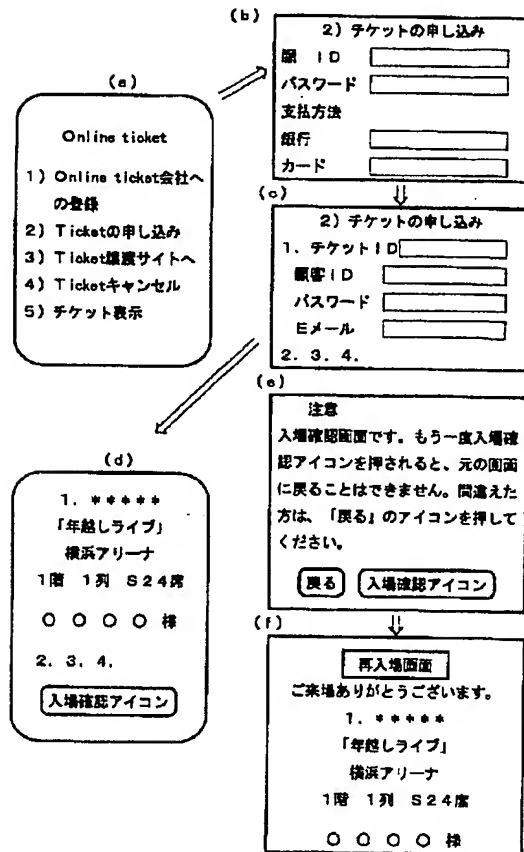 (a)
Online ticket
1) Online ticket会社へ
の登録
2) Ticketの申し込み
3) Ticket譲渡サイトへ
4) Ticketキャンセル
5) チケット表示
(b)
2) チケットの申し込み
願 ID
パスワード
支払方法
銀行
カード
(c)
2) チケットの申し込み
1. チケットID
顧客ID
パスワード
Eメール
2. 3. 4.
(d)
1. *****
「年越しライブ」
横浜アリーナ
1階 1列 S24席
○ ○ ○ ○ 様
2. 3. 4.
入場確認アイコン
(e)
注意
入場確認画面です。もう一度入場確
認アイコンを押されると、元の画面
に戻ることはできません。間違えた
方は、「戻る」のアイコンを押して
ください。
戻る 入場確認アイコン
(f)
再入場画面
ご来場ありがとうございます。
1. *****
「年越しライブ」
横浜アリーナ
1階 1列 S24席
○ ○ ○ ○ 様